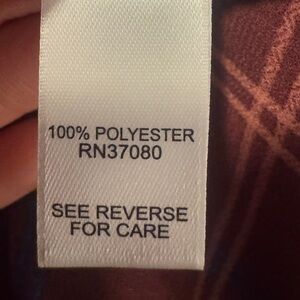 100% POLYESTER
RN37080
SEE REVERSE
FOR CARE